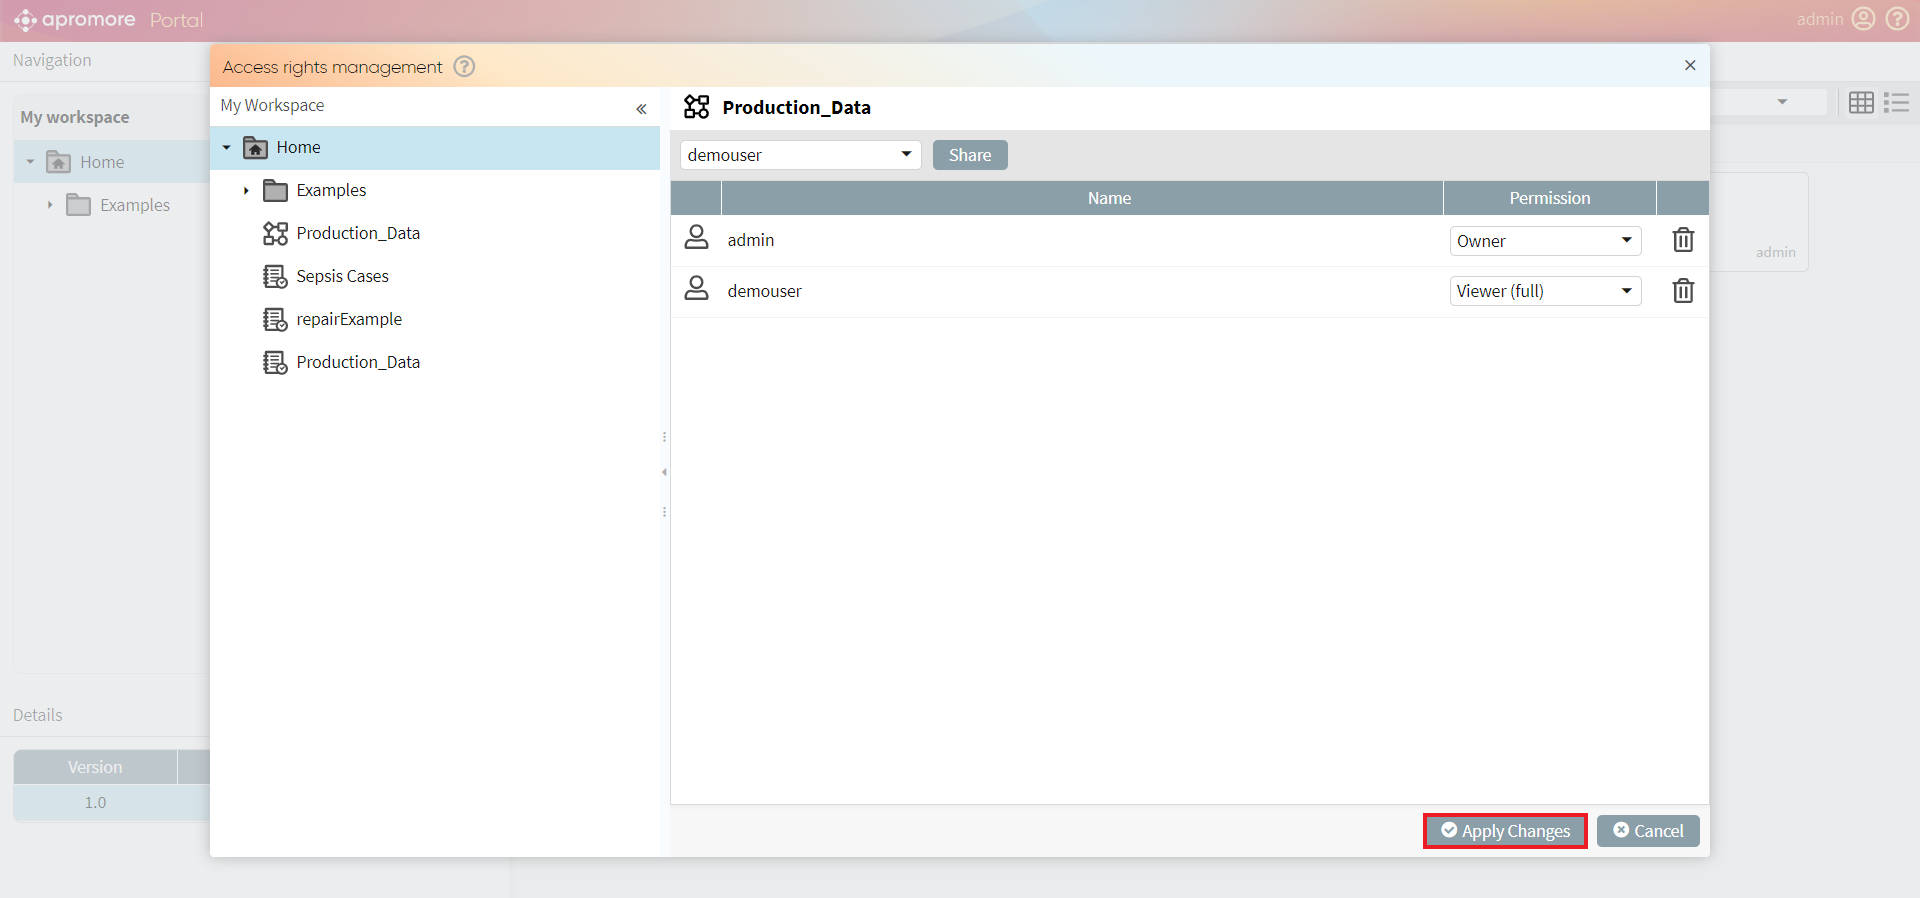 apromore Portal
admin
Navigation
Access rights management ?
My workspace
Home
Examples
My Workspace
Home
Examples
Production_Data
Sepsis Cases
repairExample
Production_Data
Production_Data
demouser Share
Name Permission
admin Owner
demouser Viewer (full)
admin
Details
Version
1.0
Apply Changes Cancel